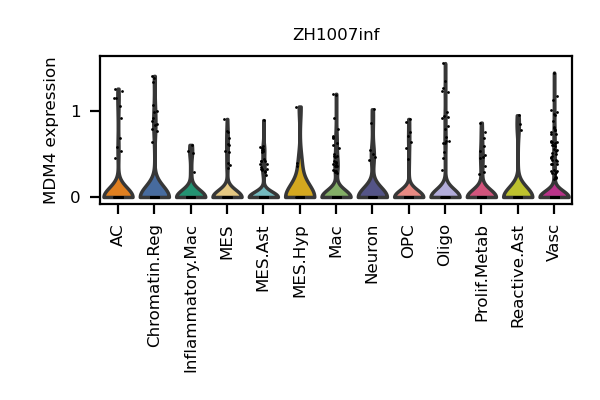 ZH1007inf
MDM4 expression
1
0
AC
Chromatin.Reg
Inflammatory.Mac
MES
MES.Ast
MES.Hyp
Mac
Neuron
OPC
Oligo
Prolif.Metab
Reactive.Ast
Vasc